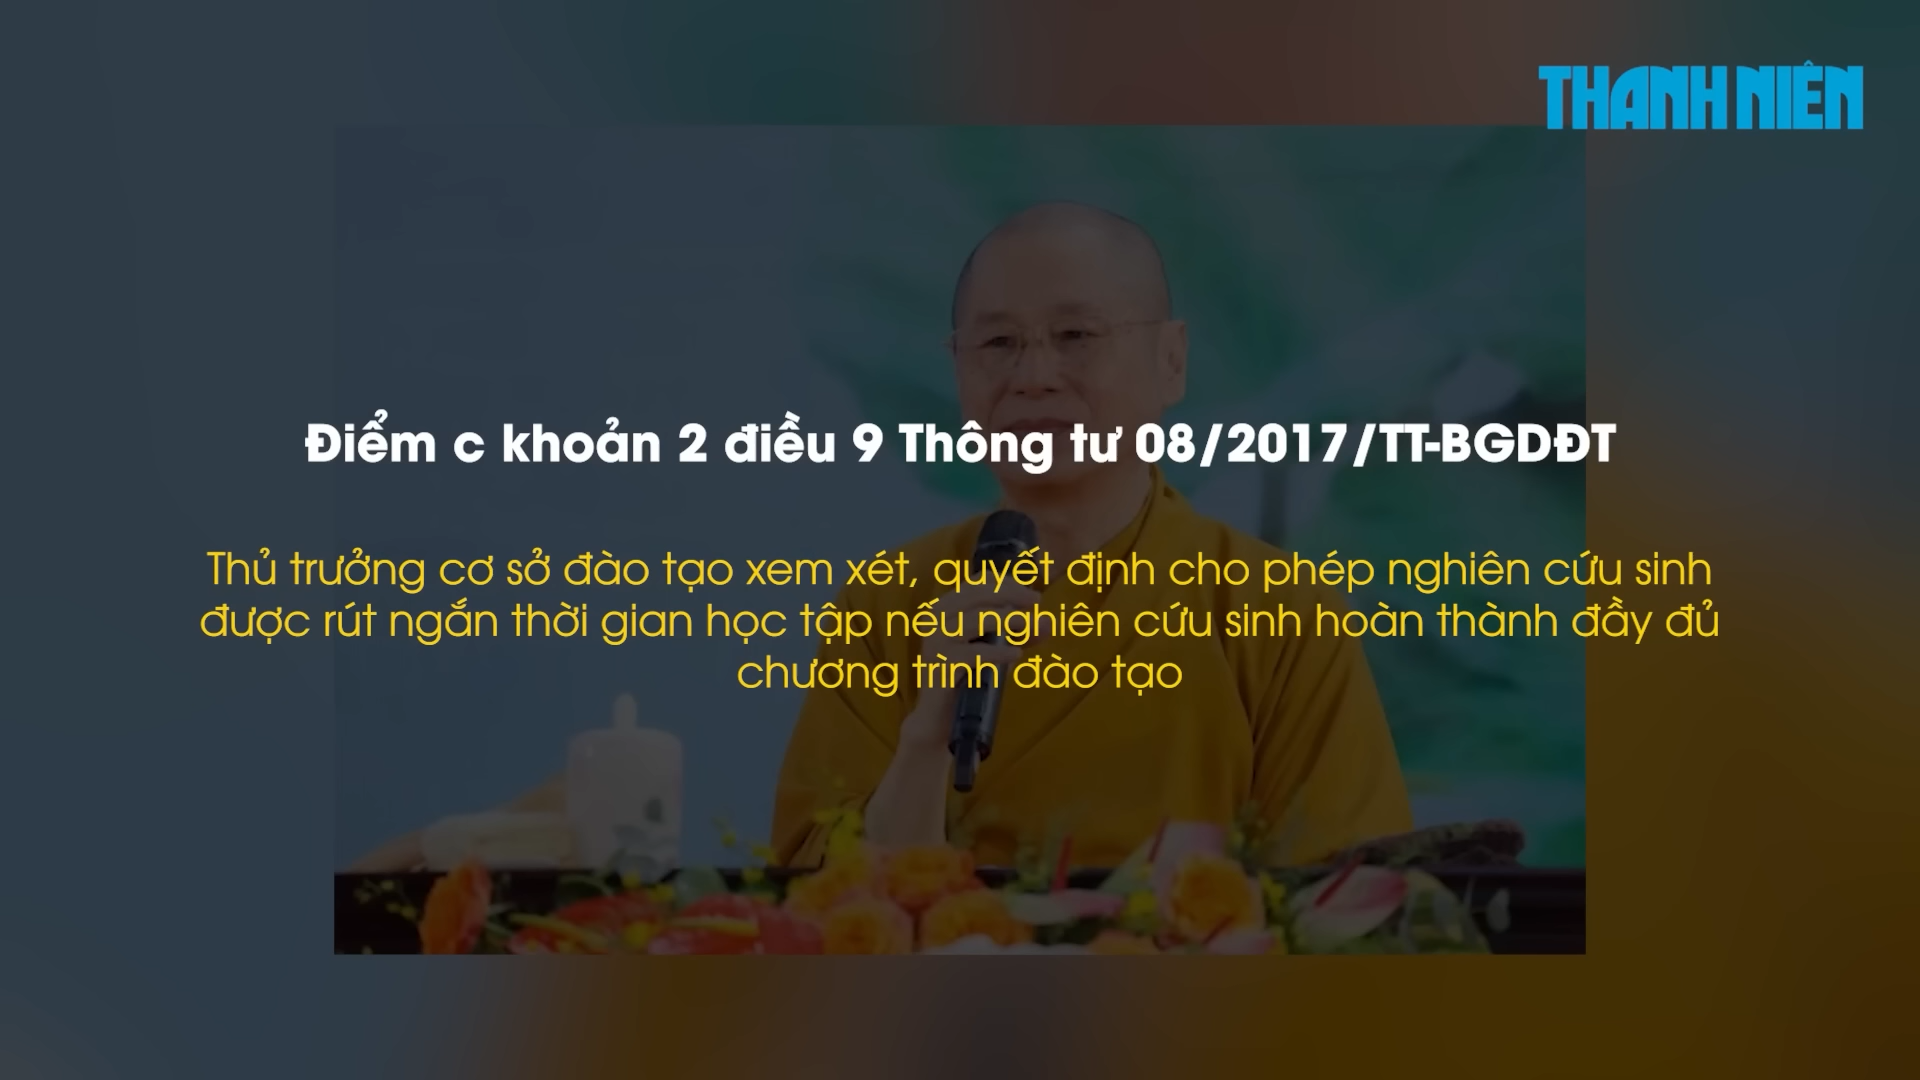 THANH NIÊN
Điểm c khoản 2 điều 9 Thông tư 08/2017/TT-BGDĐT
Thủ trưởng cơ sở đào tạo xem xét, quyết định cho phép nghiên cứu sinh
được rút ngắn thời gian học tập nếu nghiên cứu sinh hoàn thành đầy đủ
chương trình đào tạo